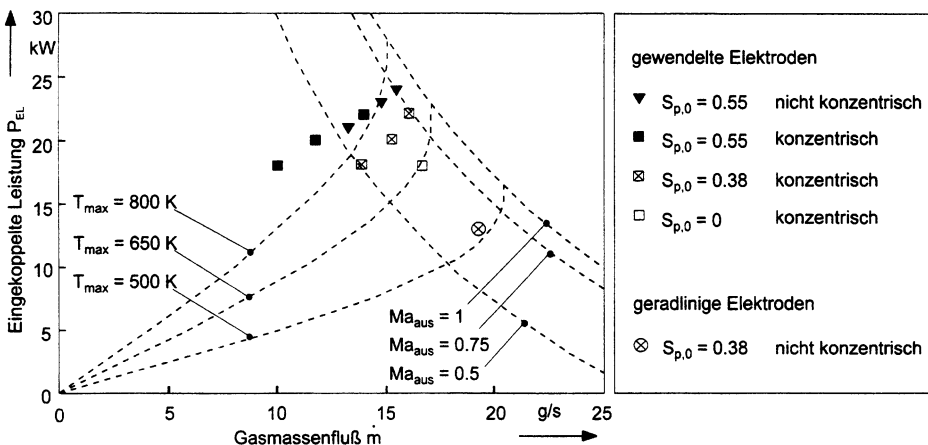 Eingekoppelte Leistung P_EL
30
kW
25
20
15
10
5
0
T_max = 800 K
T_max = 650 K
T_max = 500 K
Ma_aus = 1
Ma_aus = 0.75
Ma_aus = 0.5
0 5 10 15 20 g/s 25
Gasmassenfluß ṁ
gewendelte Elektroden
S_p,0 = 0.55 nicht konzentrisch
S_p,0 = 0.55 konzentrisch
S_p,0 = 0.38 konzentrisch
S_p,0 = 0 konzentrisch
geradlinige Elektroden
S_p,0 = 0.38 nicht konzentrisch